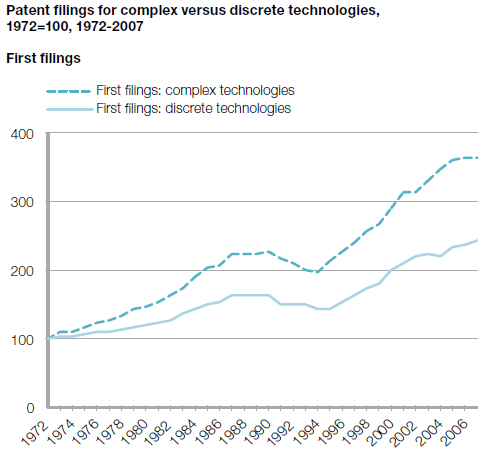 Patent filings for complex versus discrete technologies,
1972=100, 1972-2007
First filings
First filings: complex technologies
First filings: discrete technologies
400
300
200
100
0
1972 1974 1976 1978 1980 1982 1984 1986 1988 1990 1992 1994 1996 1998 2000 2002 2004 2006